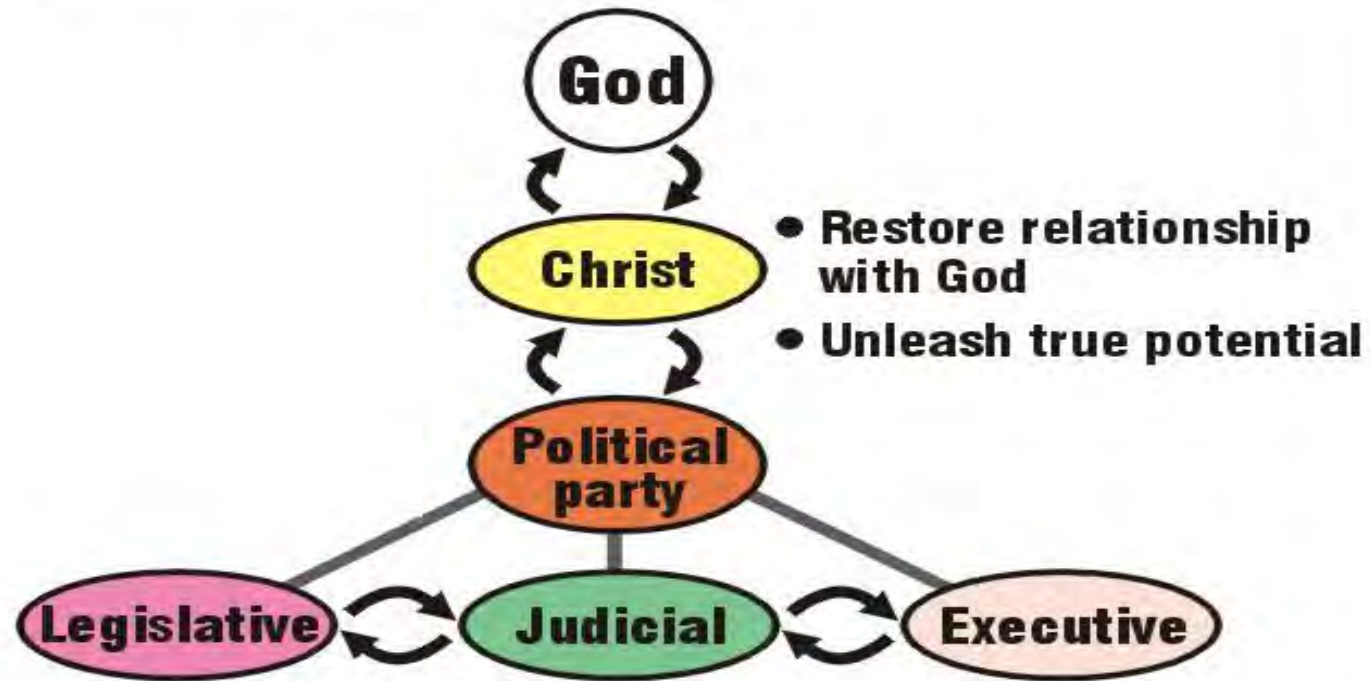 God
Christ
• Restore relationship
with God
• Unleash true potential
Political
party
Legislative
Judicial
Executive